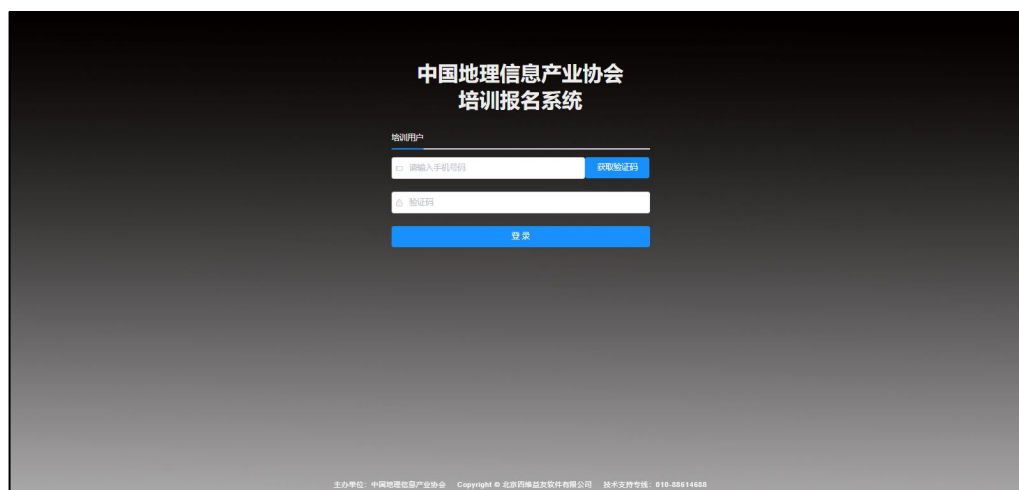 中国地理信息产业协会
培训报名系统
培训用户
请输入手机号码 获取验证码
验证码
登 录
主办单位：中国地理信息产业协会 Copyright © 北京四维益友软件有限公司 技术支持专线：010-88614688